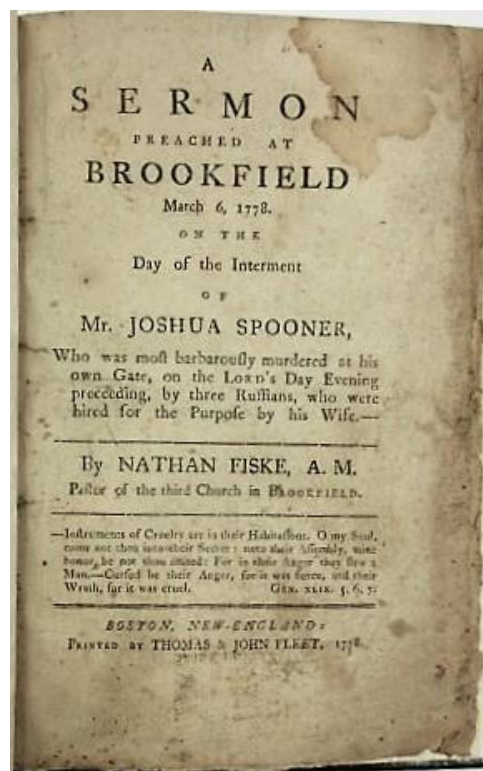 A
SERMON
PREACHED AT
BROOKFIELD
March 6, 1778.
ON THE
Day of the Interment
OF
Mr. JOSHUA SPOONER,
Who was moſt barbarouſly murdered at his
own Gate, on the LORD's Day Evening
preceeding, by three Ruffians, who were
hired for the Purpoſe by his Wife.—
By NATHAN FISKE, A. M.
Paſtor of the third Church in BROOKFIELD.
—Inſtruments of Cruelty are in their Habitations. O my Soul,
come not thou into their Secret: unto their Aſſembly, mine
honor, be not thou united: For in their Anger they ſlew a
Man.—Curſed be their Anger, for it was fierce, and their
Wrath, for it was cruel. GEN. XLIX. 5, 6, 7.
BOSTON, NEW-ENGLAND:
PRINTED BY THOMAS & JOHN FLEET, 1778.